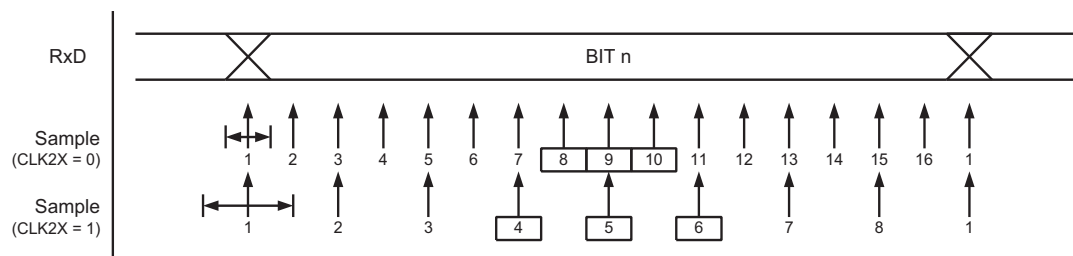 RxD BIT n
Sample
(CLK2X = 0) 1 2 3 4 5 6 7 8 9 10 11 12 13 14 15 16 1
Sample
(CLK2X = 1) 1 2 3 4 5 6 7 8 1